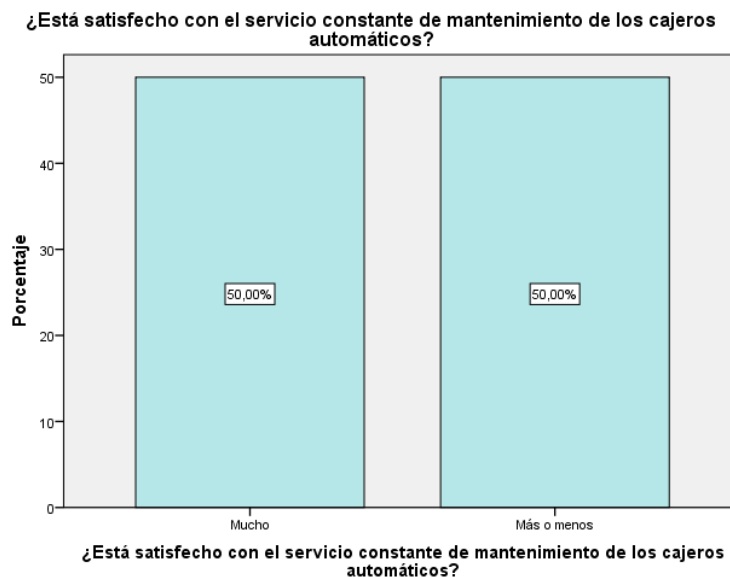 ¿Está satisfecho con el servicio constante de mantenimiento de los cajeros
automáticos?
Porcentaje
50
40
30
20
10
0
50,00%
50,00%
Mucho
Más o menos
¿Está satisfecho con el servicio constante de mantenimiento de los cajeros
automáticos?